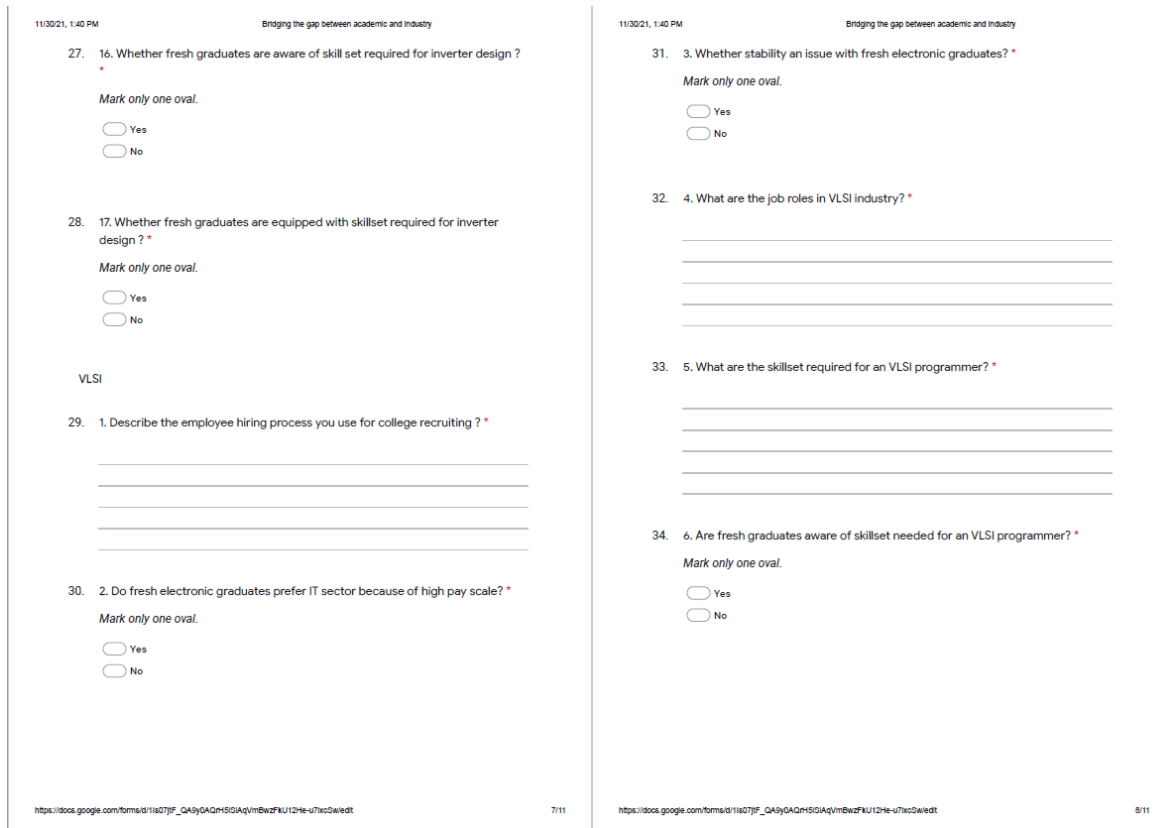 11/30/21, 1:40 PM
Bridging the gap between academic and industry
27. 16. Whether fresh graduates are aware of skill set required for inverter design ?
*
Mark only one oval.
Yes
No
28. 17. Whether fresh graduates are equipped with skillset required for inverter
design ? *
Mark only one oval.
Yes
No
VLSI
29. 1. Describe the employee hiring process you use for college recruiting ? *
30. 2. Do fresh electronic graduates prefer IT sector because of high pay scale? *
Mark only one oval.
Yes
No
7/11
11/30/21, 1:40 PM
Bridging the gap between academic and industry
31. 3. Whether stability an issue with fresh electronic graduates? *
Mark only one oval.
Yes
No
32. 4. What are the job roles in VLSI industry? *
33. 5. What are the skillset required for an VLSI programmer? *
34. 6. Are fresh graduates aware of skillset needed for an VLSI programmer? *
Mark only one oval.
Yes
No
8/11